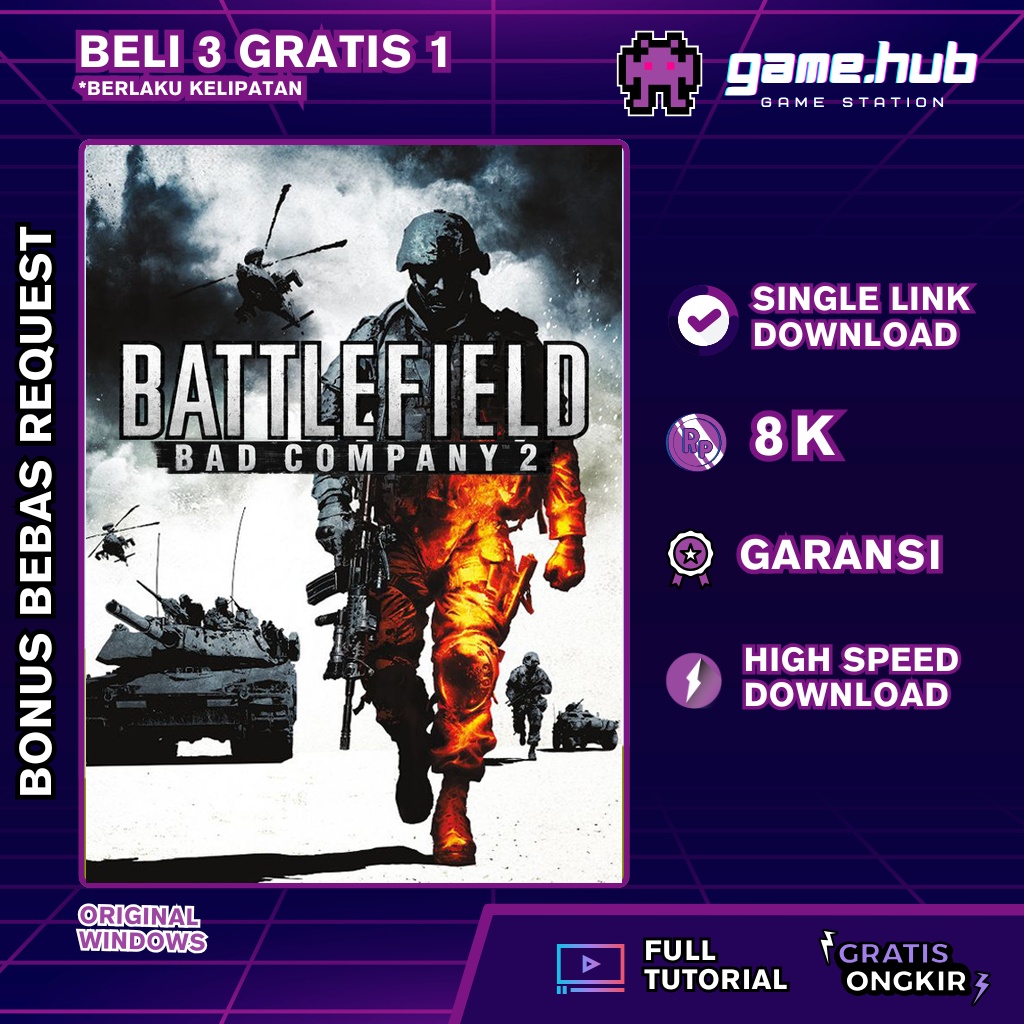 BELI 3 GRATIS 1
*BERLAKU KELIPATAN
game.hub
GAME STATION
BONUS BEBAS REQUEST
BATTLEFIELD
BAD COMPANY 2
SINGLE LINK
DOWNLOAD
Rp
8K
GARANSI
HIGH SPEED
DOWNLOAD
ORIGINAL
WINDOWS
FULL
TUTORIAL
GRATIS
ONGKIR